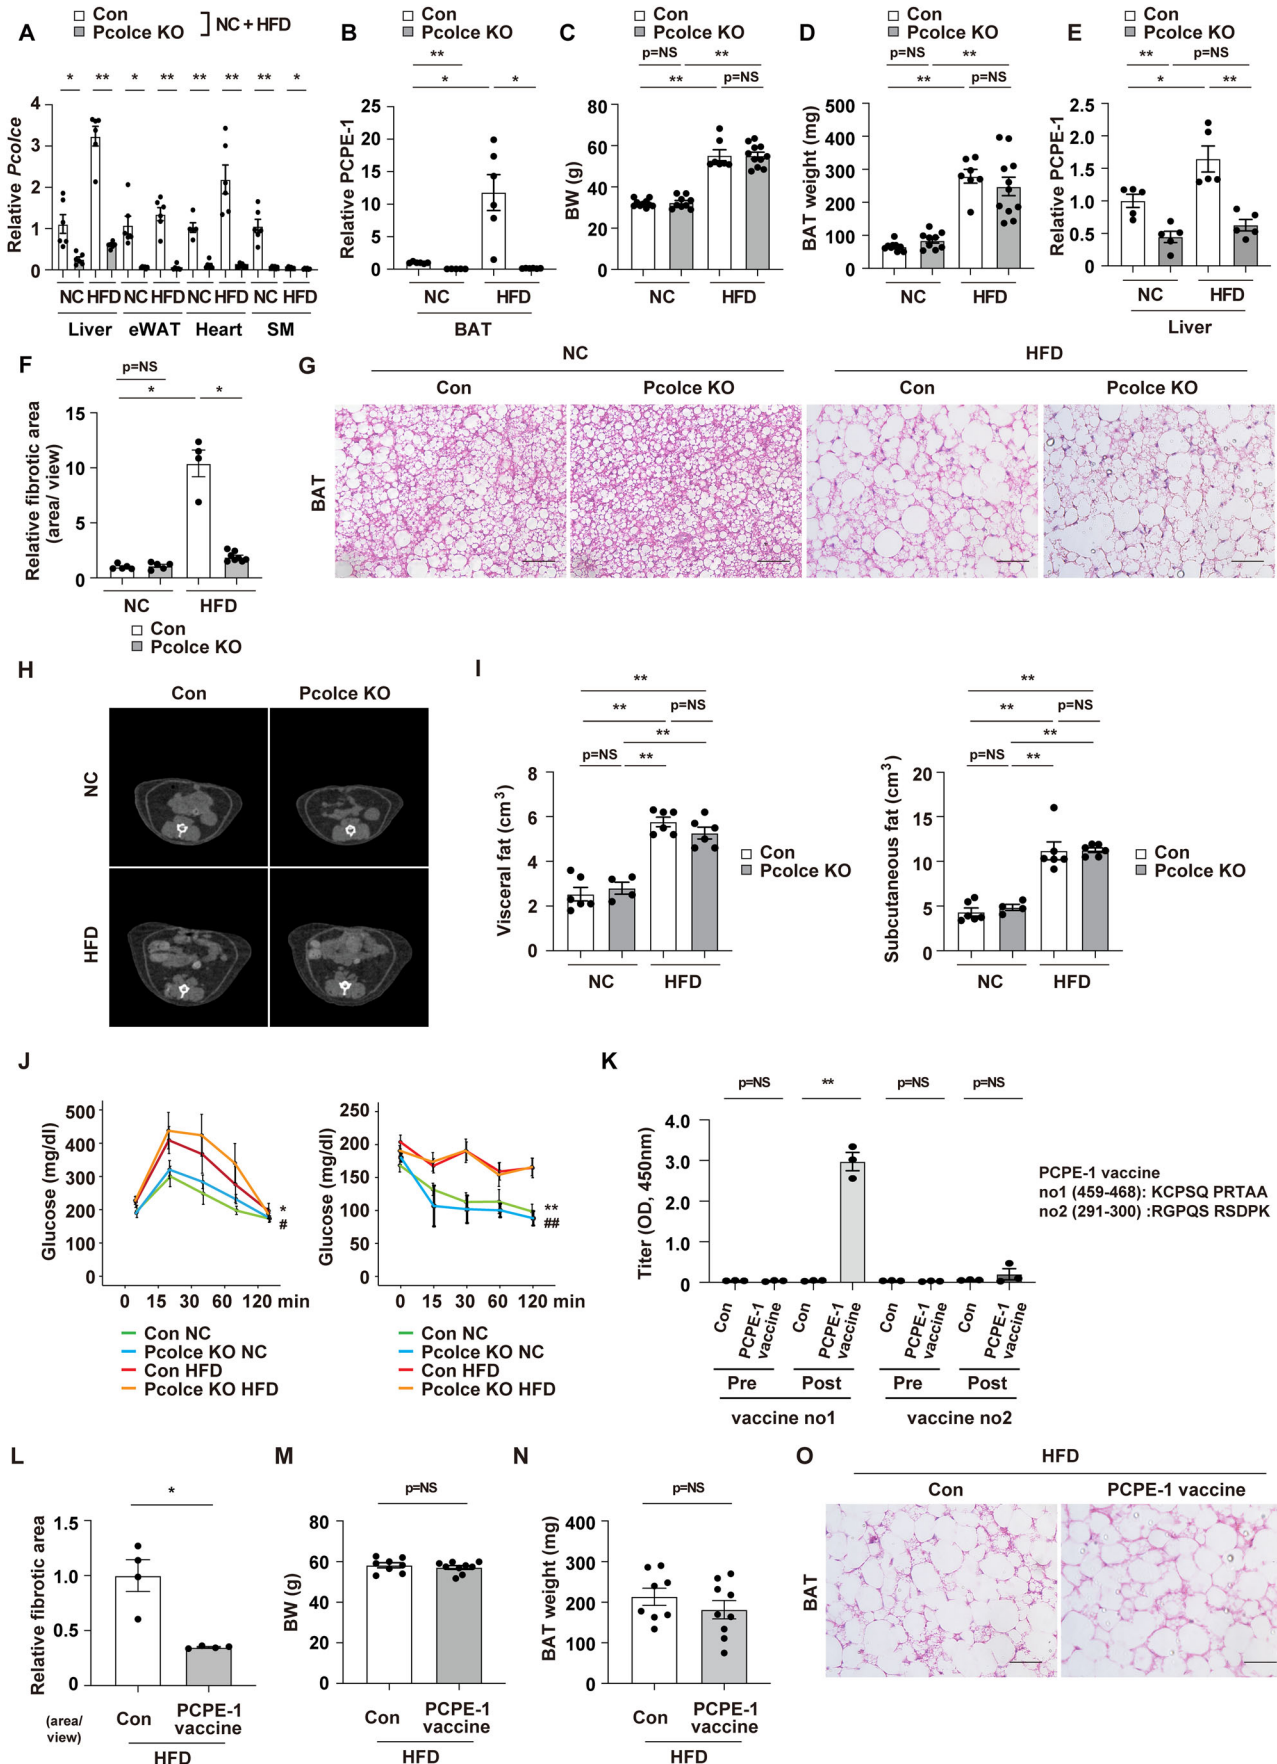 A
Con
Pcolce KO
NC + HFD
* ** * ** ** ** ** *
Relative Pcolce
4
3
2
1
0
NC HFD NC HFD NC HFD NC HFD
Liver eWAT Heart SM
B
Con
Pcolce KO
**
* *
Relative PCPE-1
25
20
15
10
5
0
NC HFD
BAT
C
Con
Pcolce KO
p=NS **
** p=NS
BW (g)
80
60
40
20
0
NC HFD
D
Con
Pcolce KO
p=NS **
** p=NS
BAT weight (mg)
500
400
300
200
100
0
NC HFD
E
Con
Pcolce KO
** p=NS
* **
Relative PCPE-1
2.5
2.0
1.5
1.0
0.5
0.0
NC HFD
Liver
F
p=NS
* *
Relative fibrotic area
(area/ view)
15
10
5
0
NC HFD
Con
Pcolce KO
G
NC HFD
Con Pcolce KO Con Pcolce KO
BAT
H
Con Pcolce KO
NC
HFD
I
**
** p=NS
**
p=NS **
Visceral fat (cm3)
8
6
4
2
0
NC HFD
Con
Pcolce KO
**
** p=NS
**
p=NS **
Subcutaneous fat (cm3)
20
15
10
5
0
NC HFD
Con
Pcolce KO
J
Glucose (mg/dl)
500
400
300
200
100
0
*
#
0 15 30 60 120 min
Con NC
Pcolce KO NC
Con HFD
Pcolce KO HFD
Glucose (mg/dl)
250
200
150
100
50
0
**
##
0 15 30 60 120 min
Con NC
Pcolce KO NC
Con HFD
Pcolce KO HFD
K
p=NS ** p=NS p=NS
Titer (OD, 450nm)
4.0
3.0
2.0
1.0
0
Con PCPE-1 vaccine Con PCPE-1 vaccine Con PCPE-1 vaccine Con PCPE-1 vaccine
Pre Post Pre Post
vaccine no1 vaccine no2
PCPE-1 vaccine
no1 (459-468): KCPSQ PRTAA
no2 (291-300) :RGPQS RSDPK
L
*
Relative fibrotic area
(area/
view)
1.5
1.0
0.5
0
Con PCPE-1
vaccine
HFD
M
p=NS
BW (g)
80
60
40
20
0
Con PCPE-1
vaccine
HFD
N
p=NS
BAT weight (mg)
400
300
200
100
0
Con PCPE-1
vaccine
HFD
O
HFD
Con PCPE-1 vaccine
BAT